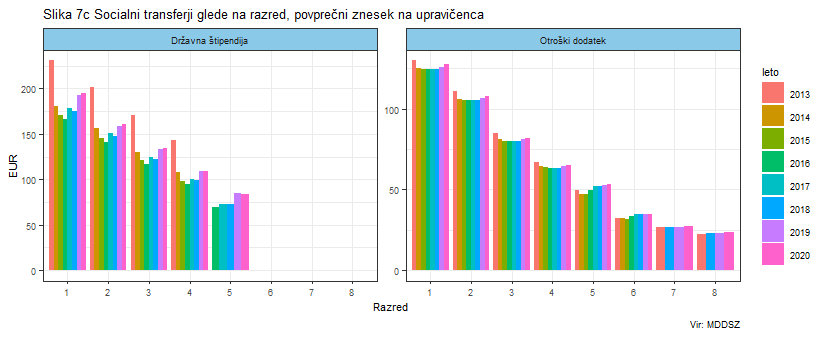 Slika 7c Socialni transferji glede na razred, povprečni znesek na upravičenca
Državna štipendija
Otroški dodatek
EUR
200
150
100
50
0
100
50
0
1 2 3 4 5 6 7 8
1 2 3 4 5 6 7 8
Razred
leto
2013
2014
2015
2016
2017
2018
2019
2020
Vir: MDDSZ